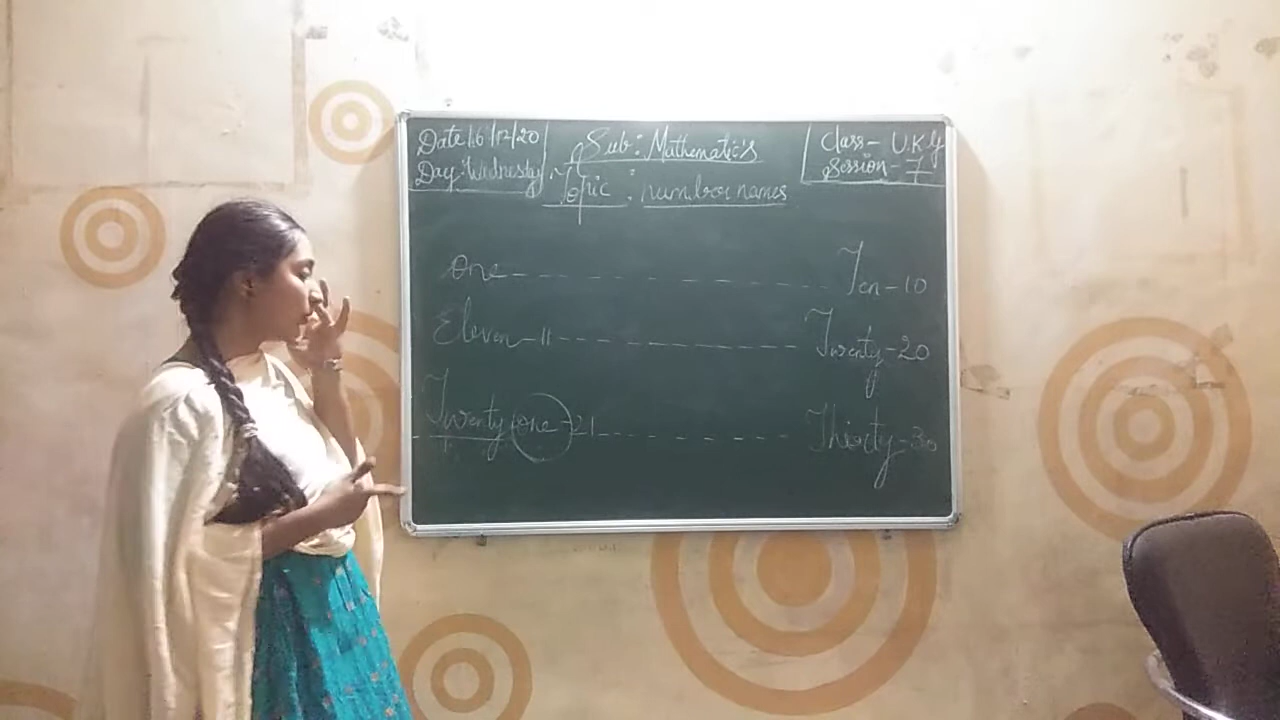 Date 16/12/20
Day: Wednesday
Sub: Mathematics
Topic: number names
Class- U.K.G
Session- 7
One - - - - - - - - - - Ten-10
Eleven-11 - - - - - - - - - - Twenty-20
Twenty one-21 - - - - - - - - Thirty-30